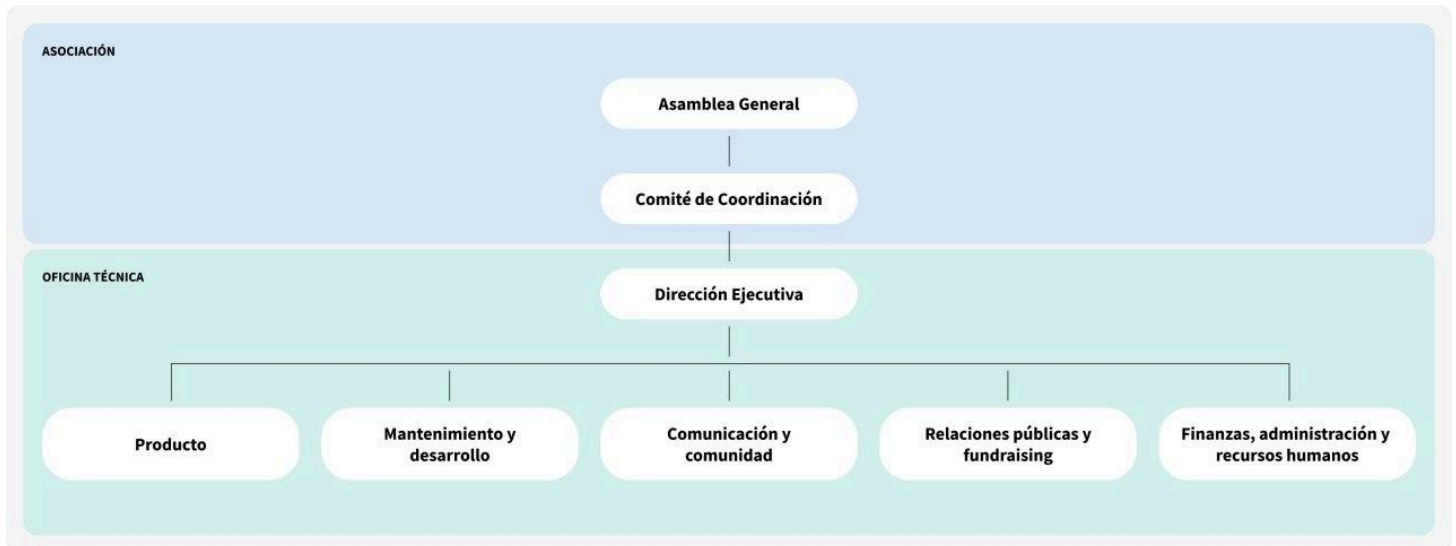 ASOCIACIÓN
Asamblea General
Comité de Coordinación
OFICINA TÉCNICA
Dirección Ejecutiva
Producto
Mantenimiento y
desarrollo
Comunicación y
comunidad
Relaciones públicas y
fundraising
Finanzas, administración y
recursos humanos